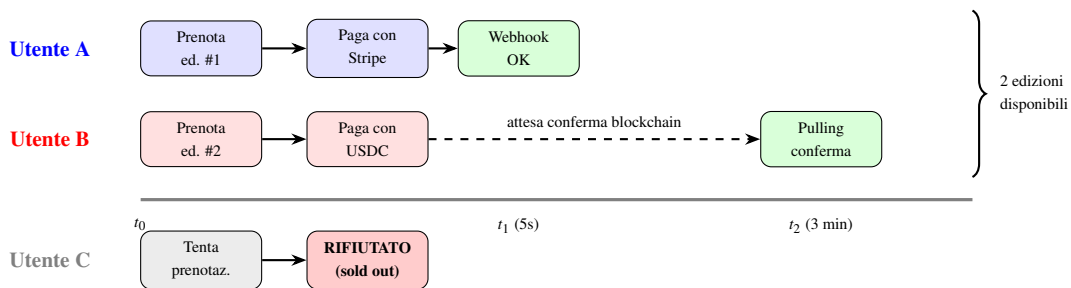 Utente A
Prenota
ed. #1
Paga con
Stripe
Webhook
OK
2 edizioni
disponibili
Utente B
Prenota
ed. #2
Paga con
USDC
attesa conferma blockchain
Pulling
conferma
t0
t1 (5s)
t2 (3 min)
Utente C
Tenta
prenotaz.
RIFIUTATO
(sold out)